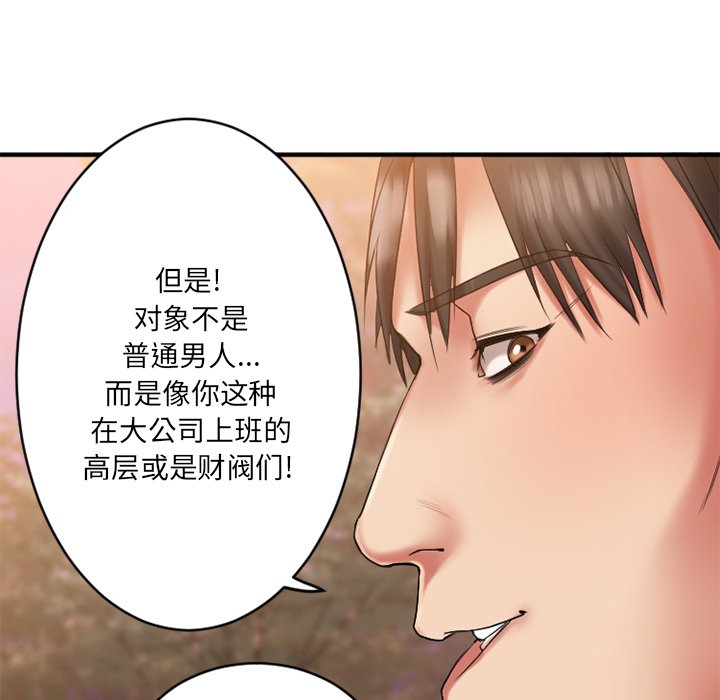 但是!
对象不是
普通男人...
而是像你这种
在大公司上班的
高层或是财阀们!